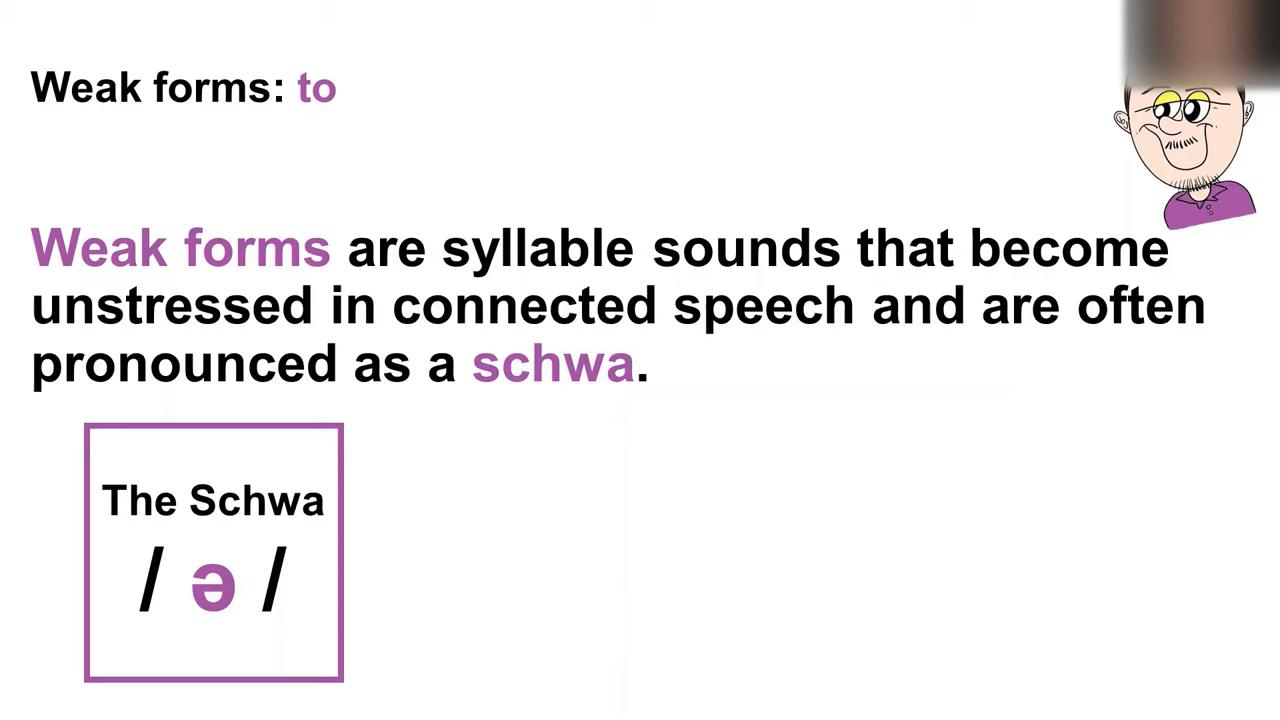 Weak forms: to
Weak forms are syllable sounds that become
unstressed in connected speech and are often
pronounced as a schwa.
The Schwa
/ ə /